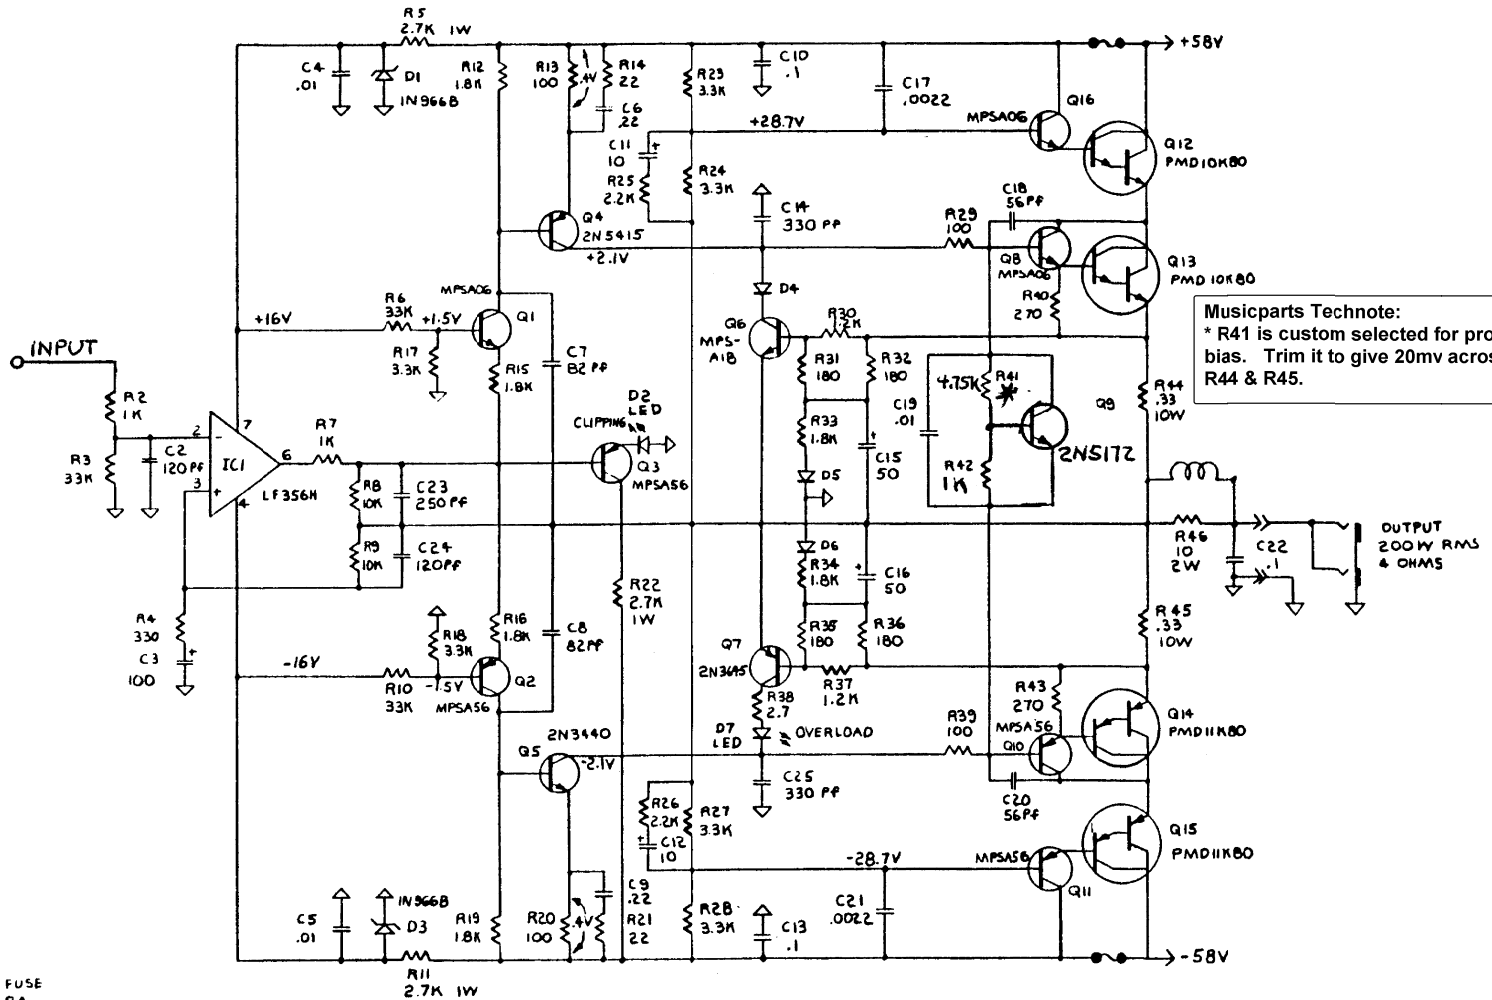 R5
2.7K 1W
+58V
C4
.01
D1
1N966B
R12
1.8K
R13
100
.4V
R14
22
C6
.22
R23
3.3K
C10
.1
C17
.0022
Q16
MPSA06
+28.7V
Q12
PMD10K80
C11
10
R25
2.2K
R24
3.3K
Q4
2N5415
+2.1V
C14
330 Pf
R29
100
C18
56Pf
Q8
MPSA06
Q13
PMD10K80
R40
270
MPSA06
Q1
R6
33K
+16V
+1.5V
R17
3.3K
R15
1.8K
C7
82 Pf
D4
Q6
MPS-
A18
R30
1.2K
R31
180
R32
180
Musicparts Technote:
* R41 is custom selected for pro
bias. Trim it to give 20mv acros
R44 & R45.
INPUT
R2
1K
R3
33K
C2
120 Pf
2
-
3
+
7
IC1
6
4
LF356H
R7
1K
R8
10K
C23
250Pf
R9
10K
C24
120Pf
D2
LED
CLIPPING
Q3
MPSA56
R33
1.8K
D5
C15
50
C19
.01
4.75K
R41
*
R42
1K
Q9
2N5172
R44
.33
10W
D6
R34
1.8K
C16
50
R46
10
2W
C22
.1
OUTPUT
200W RMS
4 OHMS
R4
330
C3
100
R18
3.3K
R16
1.8K
C8
82Pf
R22
2.7K
1W
R35
180
R36
180
R45
.33
10W
-16V
R10
33K
-1.5V
MPSA56
Q2
Q7
R37
1.2K
R38
2.7
D7
LED
OVERLOAD
R43
270
MPSA56
Q10
R39
100
Q14
PMD11K80
2N3440
Q5
-2.1V
C25
330 Pf
C20
56Pf
R26
2.2K
C12
10
R27
3.3K
-28.7V
MPSA56
Q11
Q15
PMD11K80
C5
.01
1N966B
D3
R19
1.8K
R20
100
.4V
C9
.22
R21
22
R28
3.3K
C13
.1
C21
.0022
-58V
R11
2.7K 1W
FUSE